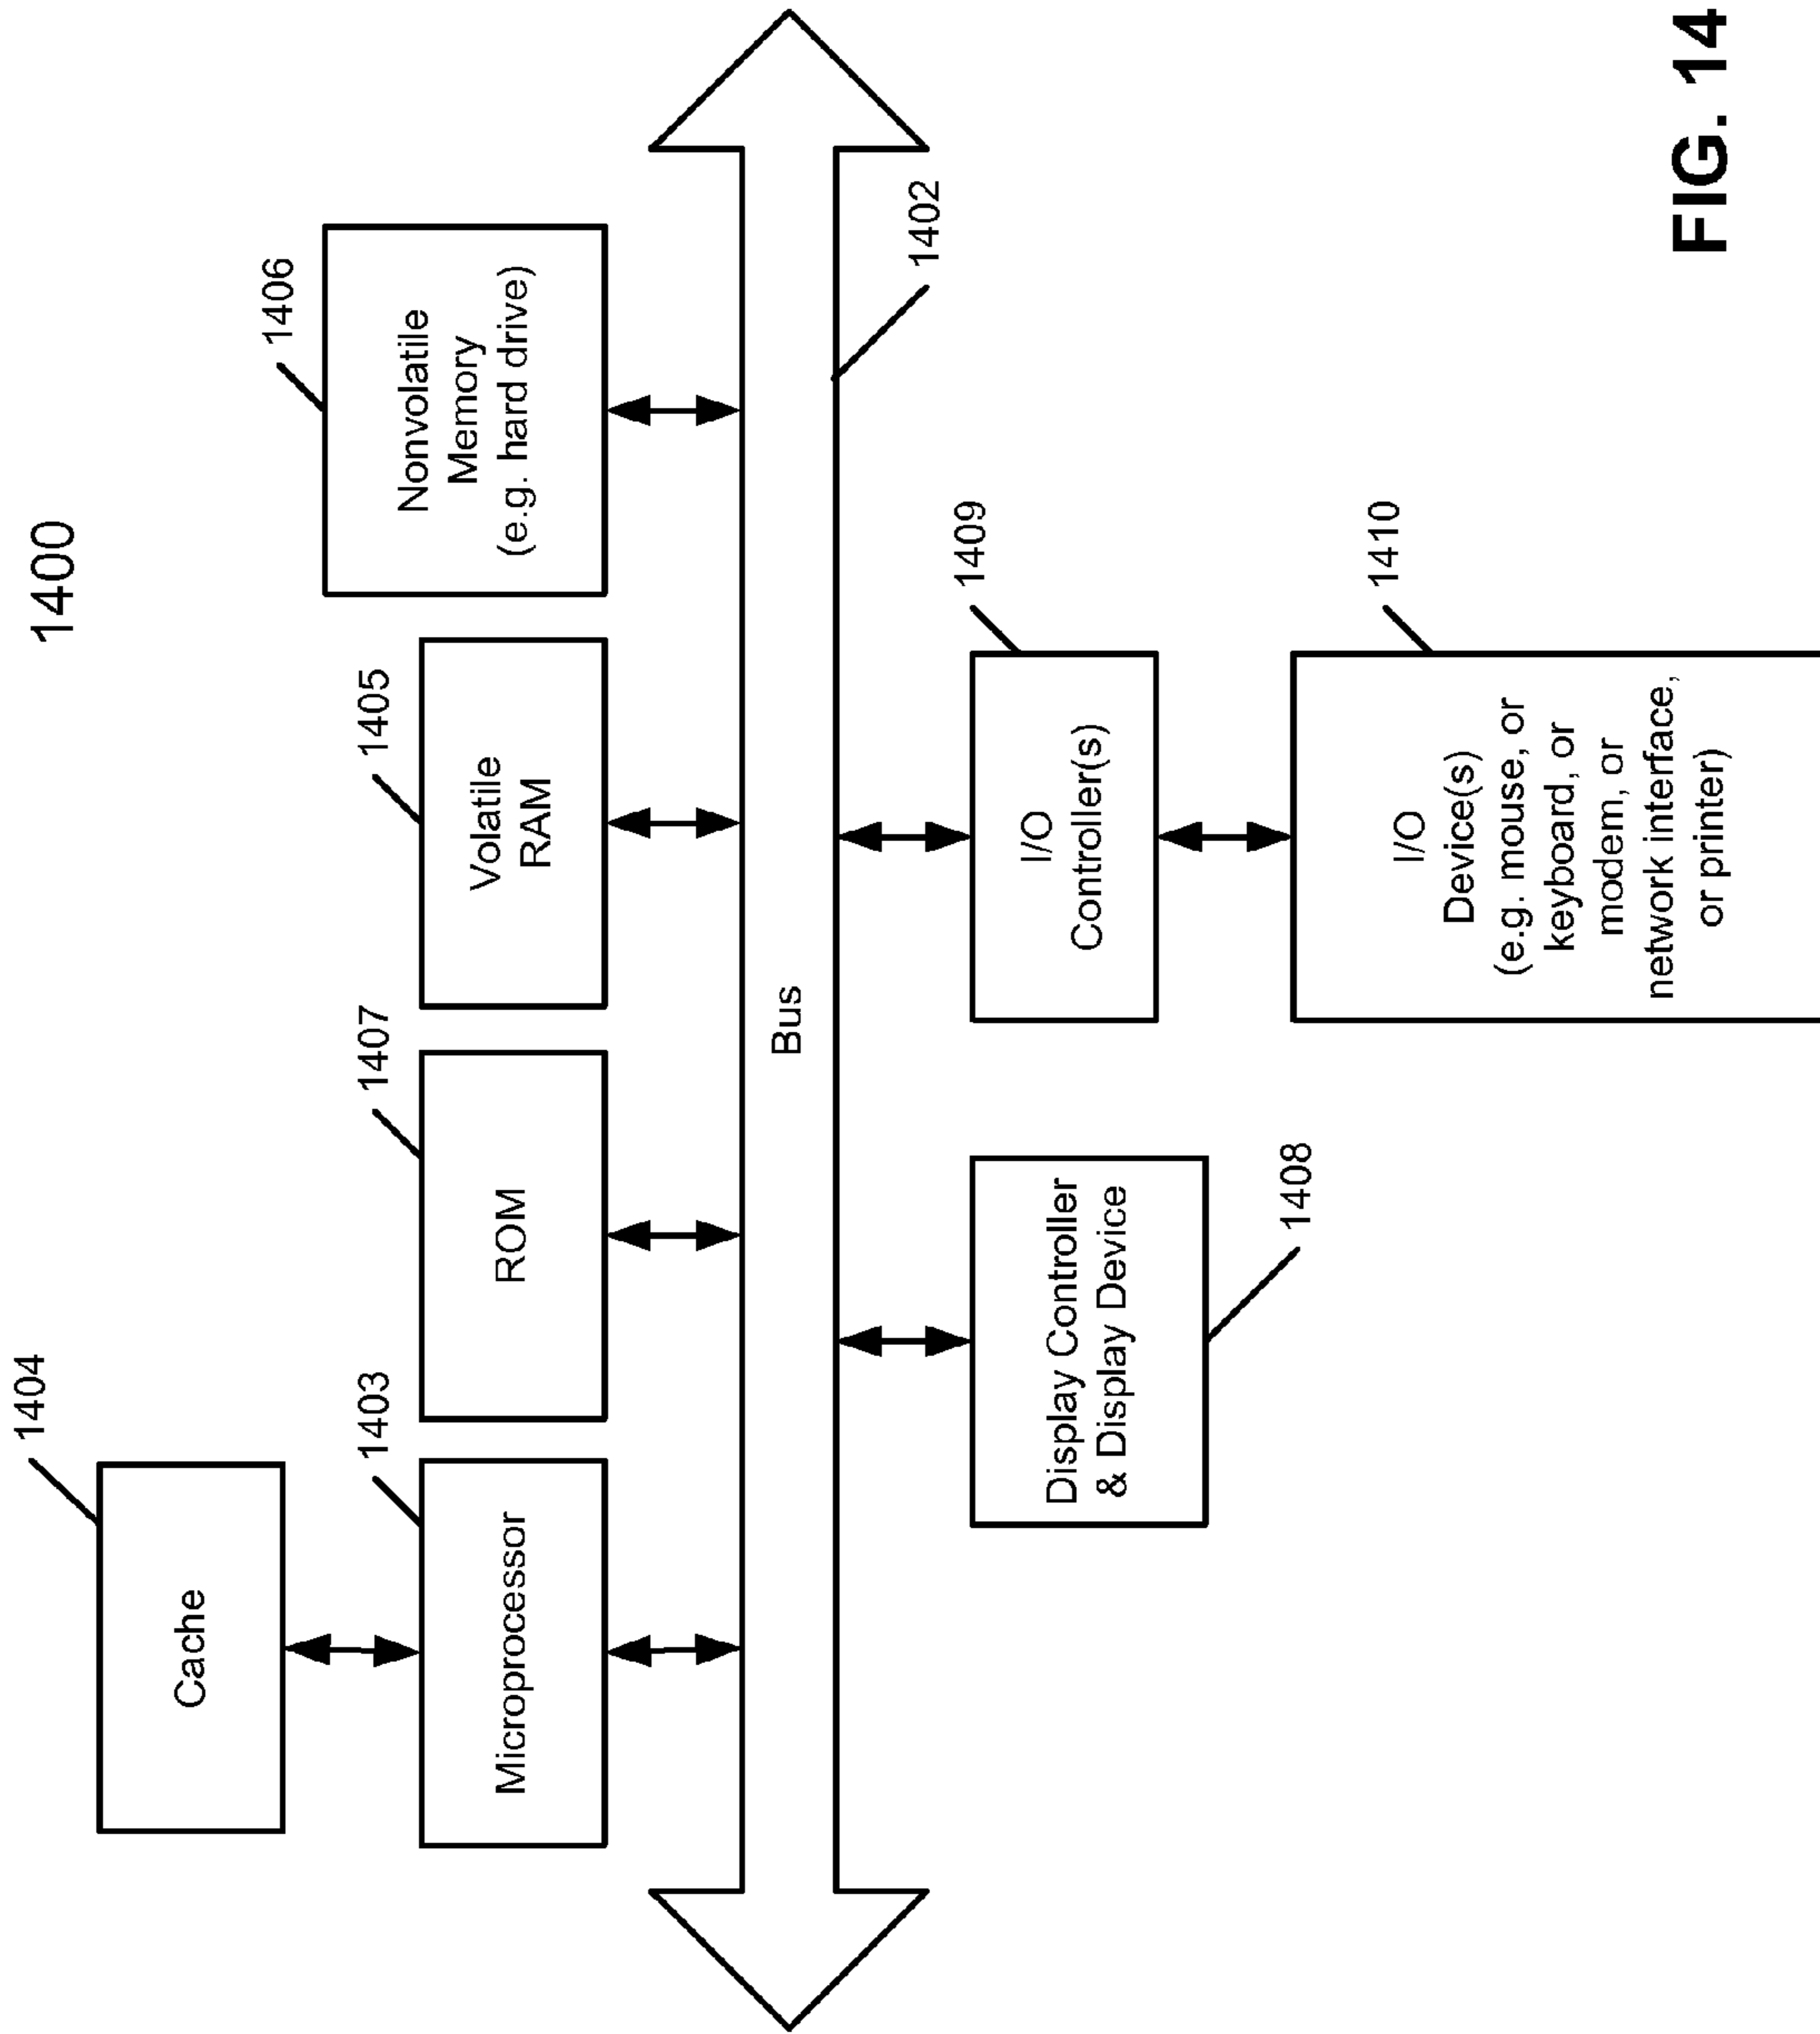 1400
1404
Cache
1403
Microprocessor
1407
ROM
1405
Volatile
RAM
1406
Nonvolatile
Memory
(e.g. hard drive)
Bus
1402
Display Controller
& Display Device
1408
1409
I/O
Controller(s)
1410
I/O
Device(s)
(e.g. mouse, or
keyboard, or
modem, or
network interface,
or printer)
FIG. 14